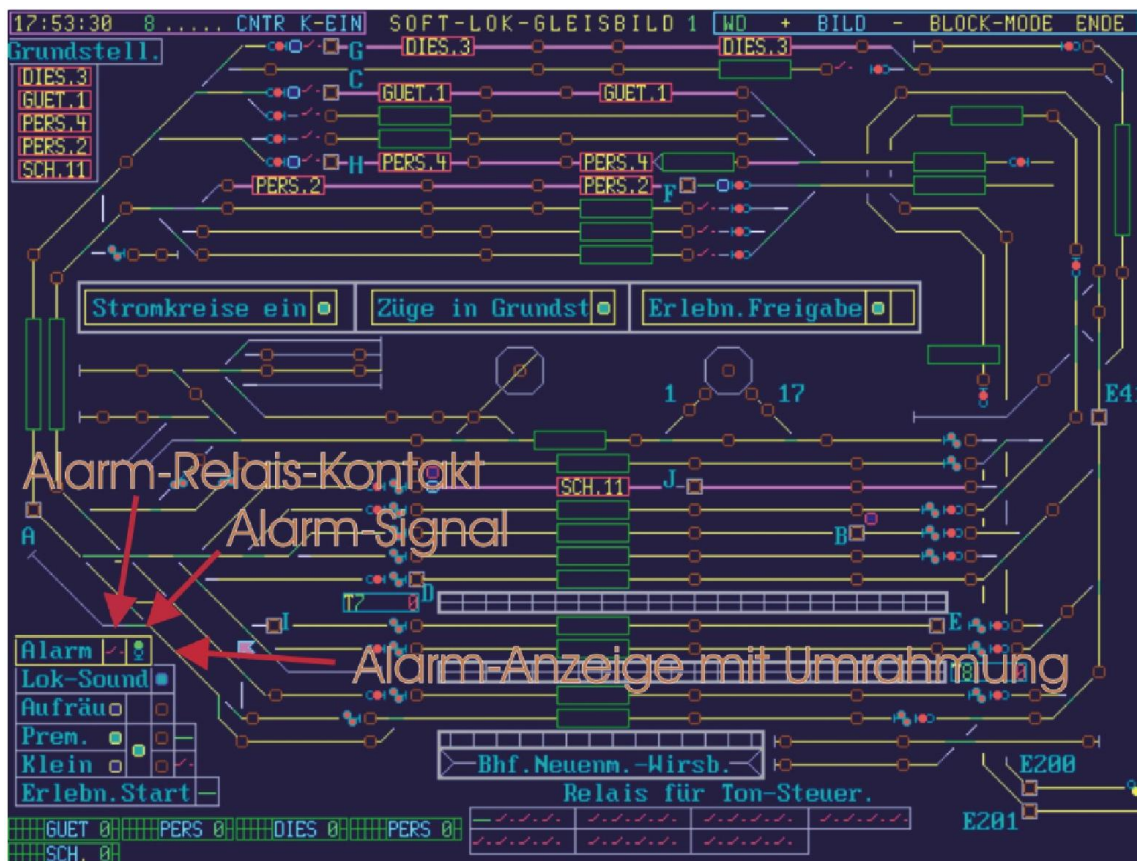 17:53:30 8 ..... CNTR K-EIN SOFT-LOK-GLEISBILD 1 WD + BILD - BLOCK-MODE ENDE
Grundstell.
DIES.3
GUET.1
PERS.4
PERS.2
SCH.11
G DIES.3 DIES.3
C
GUET.1 GUET.1
H PERS.4 PERS.4
PERS.2 PERS.2 F
Stromkreise ein Züge in Grundst Erlebn.Freigabe
1 17 E41
Alarm-Relais-Kontakt
SCH.11 J
A Alarm-Signal B
T7 0 D
I E
Alarm
Alarm-Anzeige mit Umrahmung
Lok-Sound
Aufräu
Prem.
Klein
Bhf.Neuenm.-Wirsb.
Erlebn.Start
Relais für Ton-Steuer.
E200
E201
GUET 0 PERS 0 DIES 0 PERS 0
SCH. 0